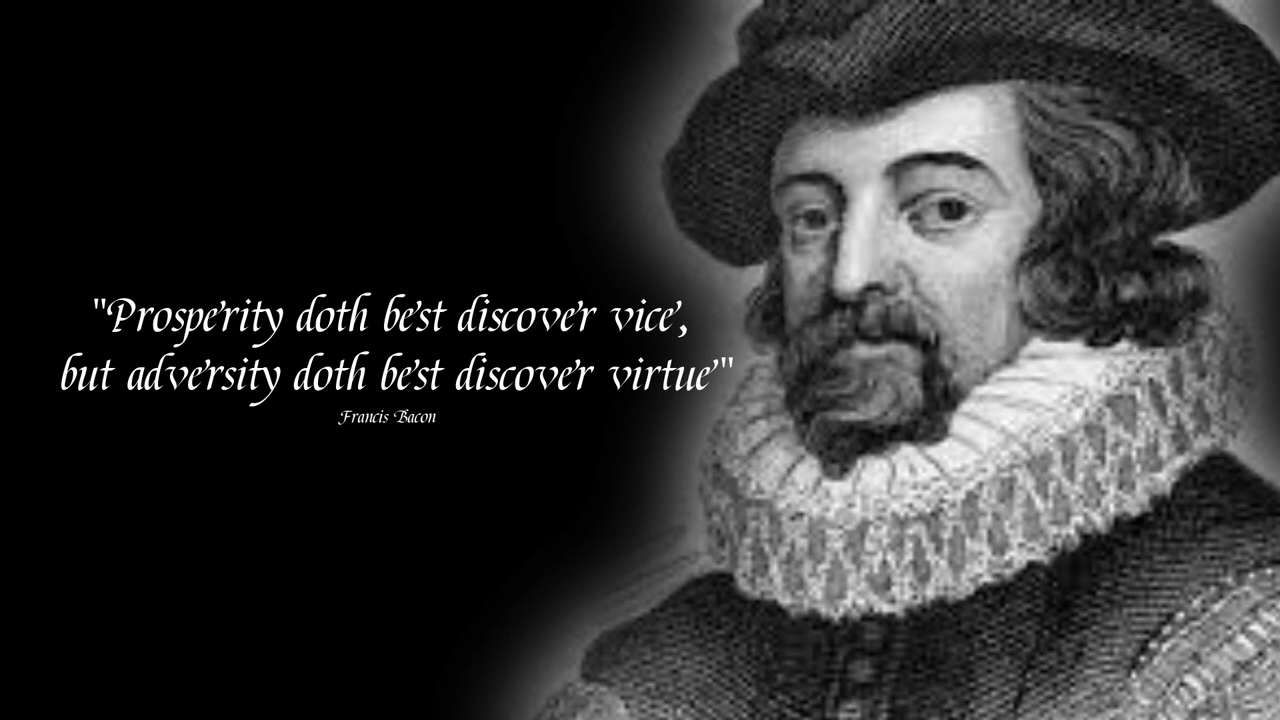 "Prosperity doth best discover vice,
but adversity doth best discover virtue"
Francis Bacon